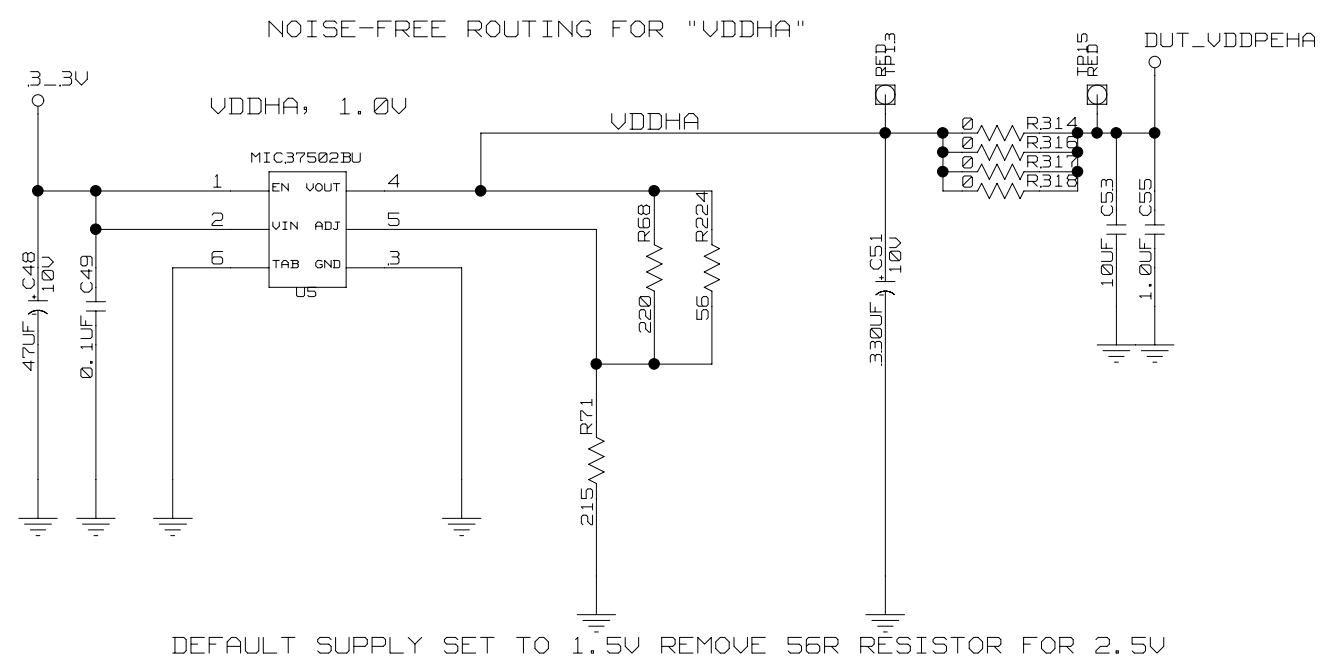 NOISE-FREE ROUTING FOR "VDDHA"
RED
TP13
TP15
RED
DUT_VDDPEHA
3_3V
VDDHA, 1.0V
VDDHA
MIC37502BU
1
EN
VOUT
4
2
VIN
ADJ
5
6
TAB
GND
3
U5
C48
10V
47UF
+
C49
0.1UF
R68
220
R224
56
R71
215
C51
10V
330UF
+
0
R314
0
R316
0
R317
0
R318
C53
10UF
C55
1.0UF
DEFAULT SUPPLY SET TO 1.5V REMOVE 56R RESISTOR FOR 2.5V